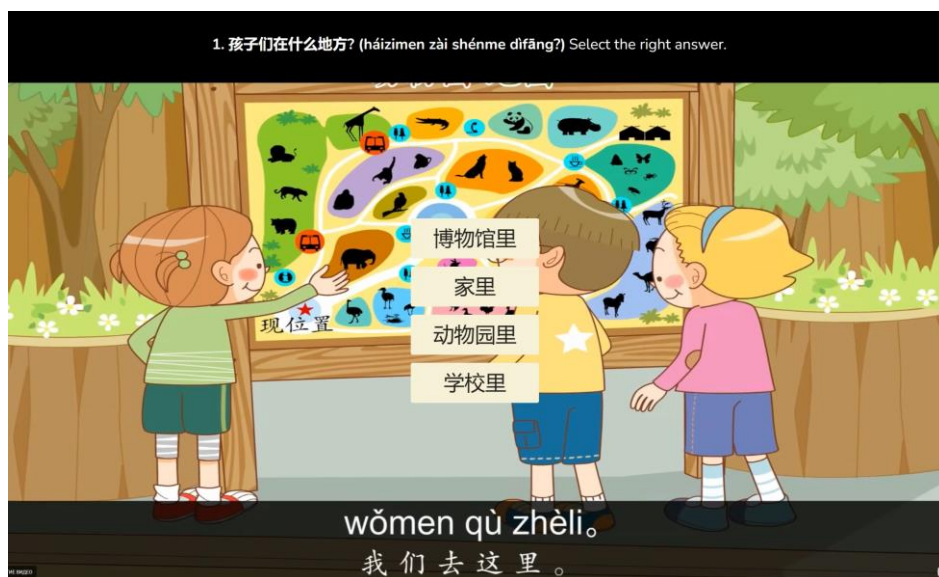 1. 孩子们在什么地方? (háizimen zài shénme dìfāng?) Select the right answer.
博物馆里
家里
动物园里
学校里
现位置
wǒmen qù zhèli。
我们去这里。